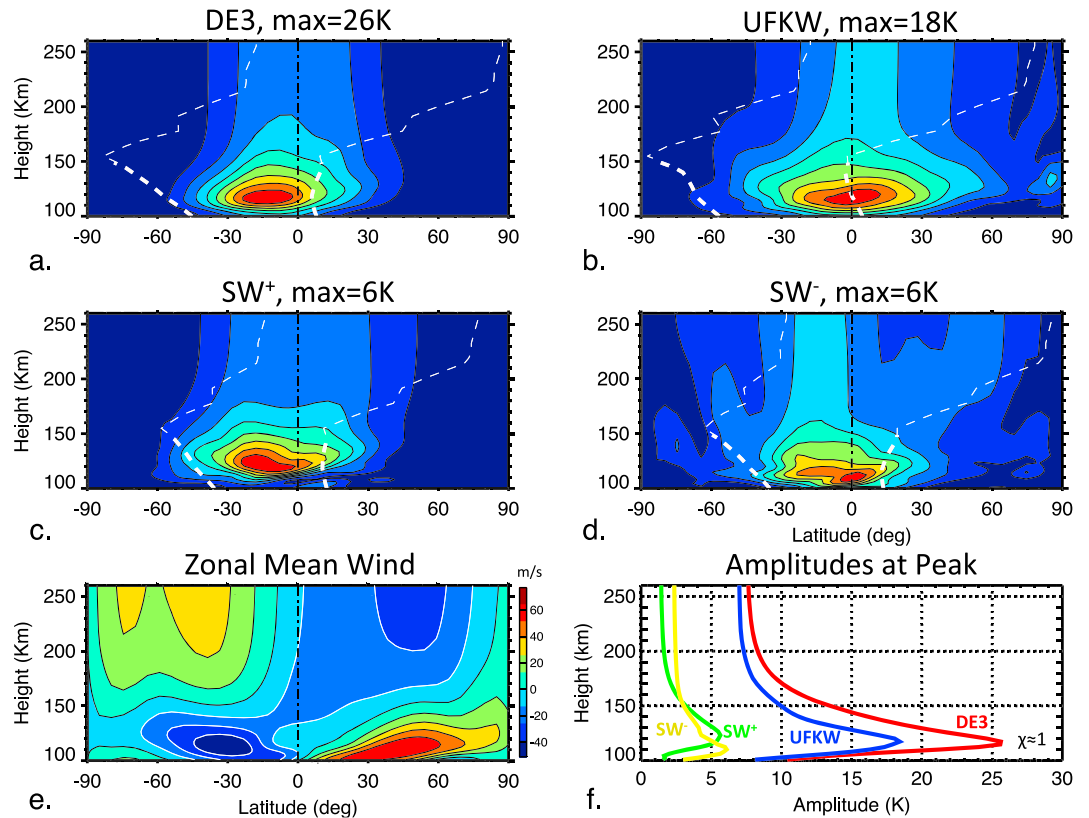 DE3, max=26K
UFKW, max=18K
Height (Km)
250
200
150
100
-90 -60 -30 0 30 60 90
a.
Height (Km)
250
200
150
100
-90 -60 -30 0 30 60 90
b.
SW+, max=6K
SW-, max=6K
Height (Km)
250
200
150
100
-90 -60 -30 0 30 60 90
c.
Height (Km)
250
200
150
100
-90 -60 -30 0 30 60 90
Latitude (deg)
d.
Zonal Mean Wind
Amplitudes at Peak
Height (Km)
250
200
150
100
-90 -60 -30 0 30 60 90
Latitude (deg)
e.
m/s
60
40
20
0
-20
-40
Height (Km)
250
200
150
100
SW-
SW+
UFKW
DE3
χ≈1
0 5 10 15 20 25 30
Amplitude (K)
f.